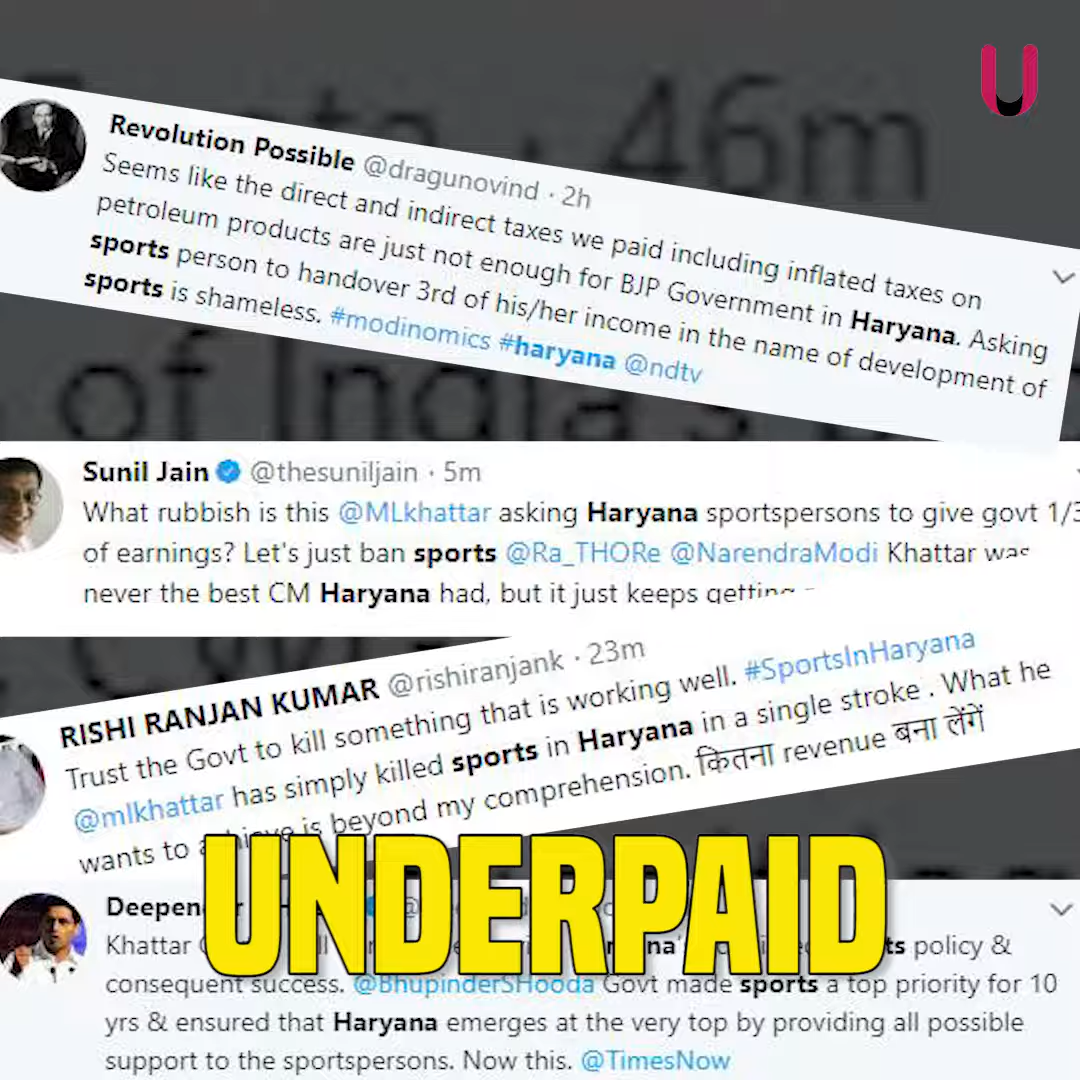 U
46m
of India's
Revolution Possible @dragunovind · 2h
Seems like the direct and indirect taxes we paid including inflated taxes on
petroleum products are just not enough for BJP Government in Haryana. Asking
sports person to handover 3rd of his/her income in the name of development of
sports is shameless. #modinomics #haryana @ndtv
Sunil Jain @thesuniljain · 5m
What rubbish is this @MLkhattar asking Haryana sportspersons to give govt 1/3
of earnings? Let's just ban sports @Ra_THORe @NarendraModi Khattar was
never the best CM Haryana had, but it just keeps getting
RISHI RANJAN KUMAR @rishiranjank · 23m
Trust the Govt to kill something that is working well. #SportsInHaryana
@mlkhattar has simply killed sports in Haryana in a single stroke . What he
wants to is beyond my comprehension. कितना revenue बना लेंगें
UNDERPAID
Khattar policy &
consequent success. @BhupinderSHooda Govt made sports a top priority for 10
yrs & ensured that Haryana emerges at the very top by providing all possible
support to the sportspersons. Now this. @TimesNow